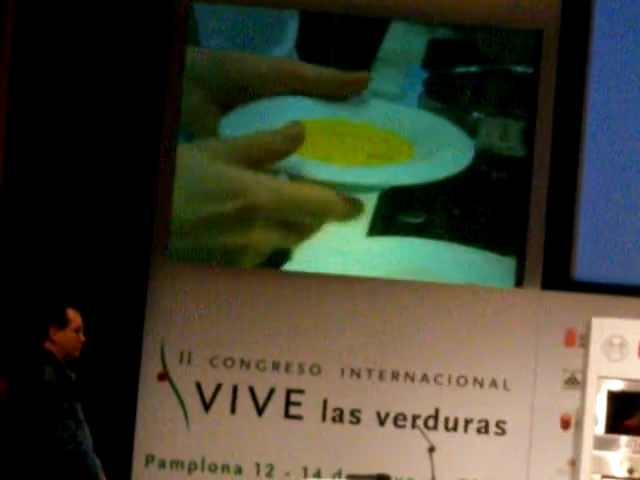 II CONGRESO INTERNACIONAL
VIVE las verduras
Pamplona 12 - 14 d